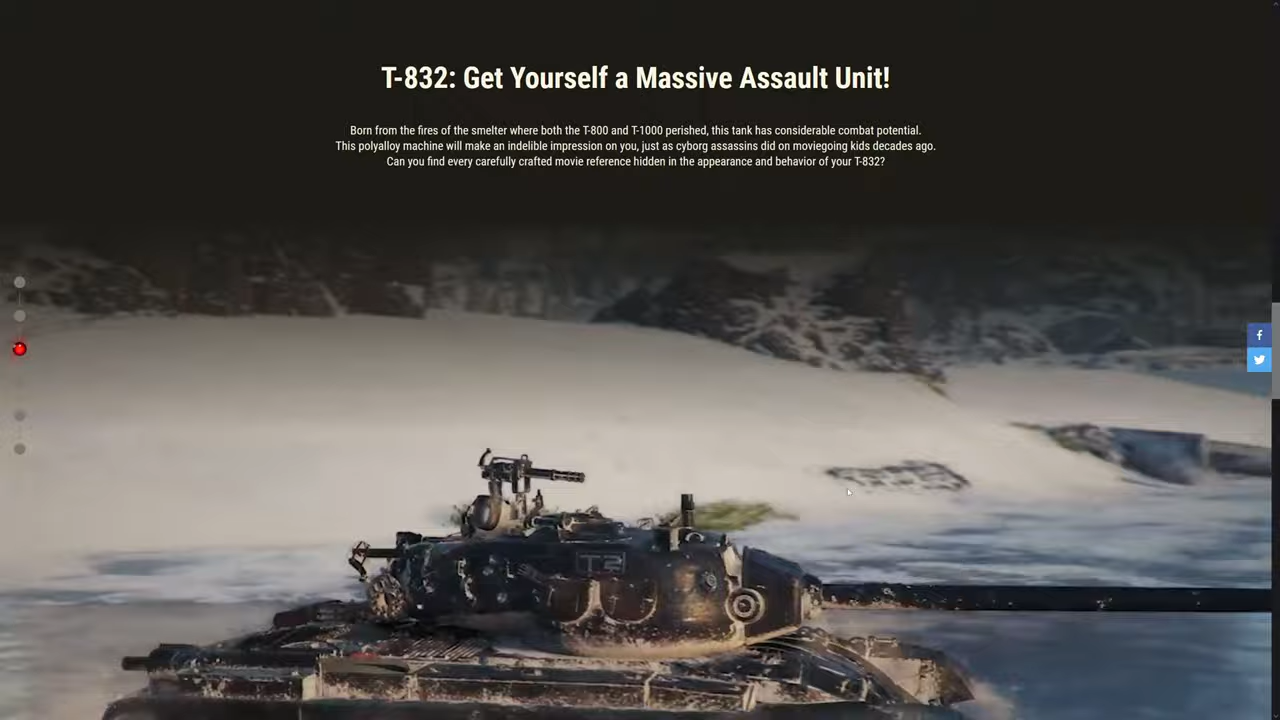 T-832: Get Yourself a Massive Assault Unit!
Born from the fires of the smelter where both the T-800 and T-1000 perished, this tank has considerable combat potential.
This polyalloy machine will make an indelible impression on you, just as cyborg assassins did on moviegoing kids decades ago.
Can you find every carefully crafted movie reference hidden in the appearance and behavior of your T-832?
T2